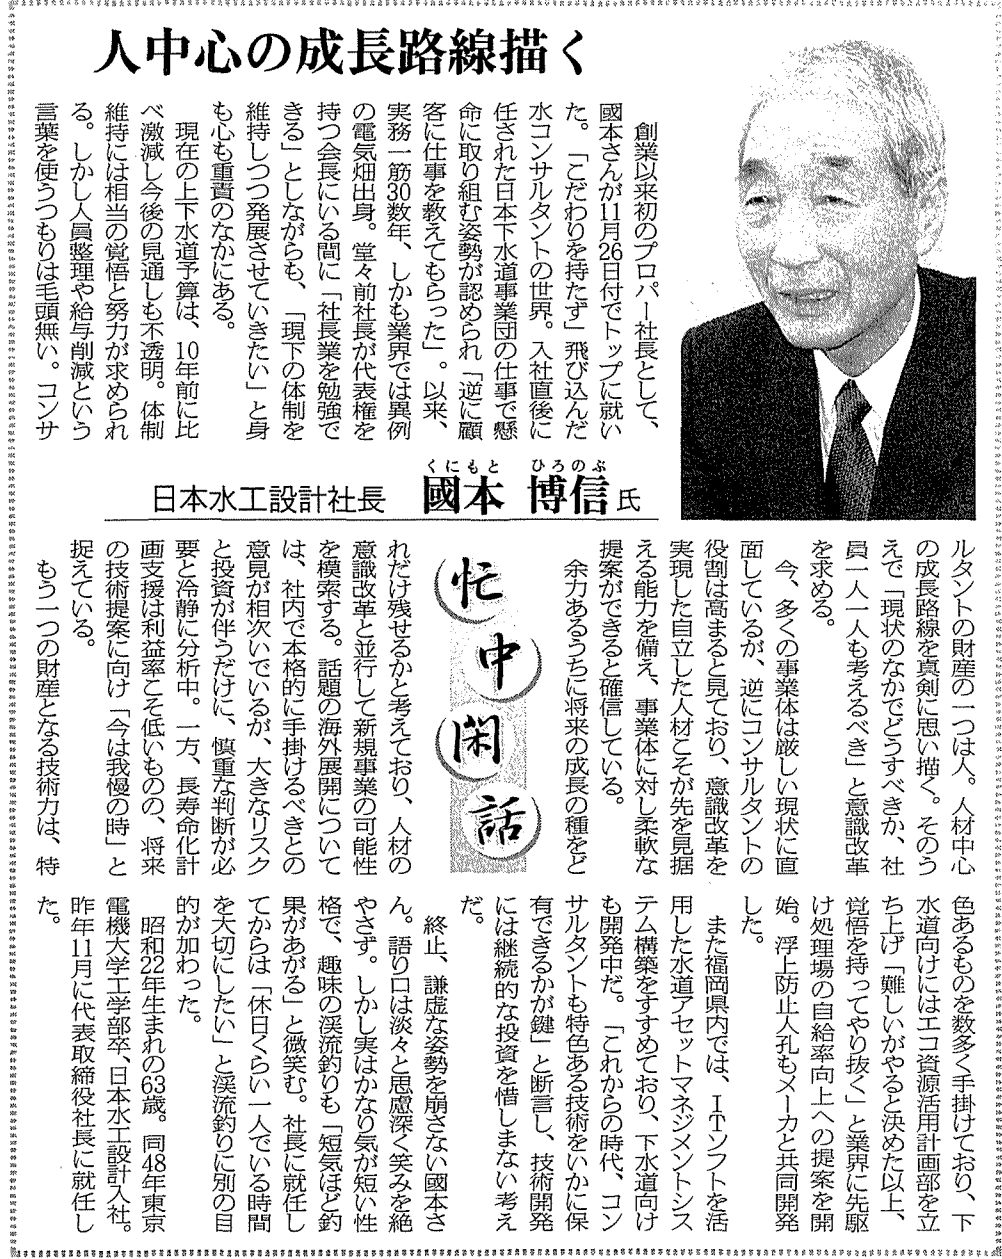 人中心の成長路線描く
創業以来初のプロパー社長として、
國本さんが11月26日付でトップに就い
た。「こだわりを持たず」飛び込んだ
水コンサルタントの世界。入社直後に
任された日本下水道事業団の仕事で懸
命に取り組む姿勢が認められ「逆に顧
客に仕事を教えてもらった」。以来、
実務一筋30数年、しかも業界では異例
の電気畑出身。堂々前社長が代表権を
持つ会長にいる間に「社長業を勉強で
きる」としながらも、「現下の体制を
維持しつつ発展させていきたい」と身
も心も重責のなかにある。
現在の上下水道予算は、10年前に比
べ激減し今後の見通しも不透明。体制
維持には相当の覚悟と努力が求められ
る。しかし人員整理や給与削減という
言葉を使うつもりは毛頭無い。コンサ
日本水工設計社長 國本 博信氏
くにもと ひろのぶ
ルタントの財産の一つは人。人材中心
の成長路線を真剣に思い描く。そのう
えで「現状のなかでどうすべきか、社
員一人一人も考えるべき」と意識改革
を求める。
今、多くの事業体は厳しい現状に直
面しているが、逆にコンサルタントの
役割は高まると見ており、意識改革を
実現した自立した人材こそが先を見据
える能力を備え、事業体に対し柔軟な
提案ができると確信している。
余力あるうちに将来の成長の種をど
忙中閑話
れだけ残せるかと考えており、人材の
意識改革と並行して新規事業の可能性
を模索する。話題の海外展開について
は、社内で本格的に手掛けるべきとの
意見が相次いでいるが、大きなリスク
と投資が伴うだけに、慎重な判断が必
要と冷静に分析中。一方、長寿命化計
画支援は利益率こそ低いものの、将来
の技術提案に向け「今は我慢の時」と
捉えている。
もう一つの財産となる技術力は、特
色あるものを数多く手掛けており、下
水道向けにはエコ資源活用計画部を立
ち上げ「難しいがやると決めた以上、
覚悟を持ってやり抜く」と業界に先駆
け処理場の自給率向上への提案を開
始。浮上防止人孔もメーカと共同開発
した。
また福岡県内では、ITソフトを活
用した水道アセットマネジメントシス
テム構築をすすめており、下水道向け
も開発中だ。「これからの時代、コン
サルタントも特色ある技術をいかに保
有できるかが鍵」と断言し、技術開発
には継続的な投資を惜しまない考え
だ。
終止、謙虚な姿勢を崩さない國本さ
ん。語り口は淡々と思慮深く笑みを絶
やさず。しかし実はかなり気が短い性
格で、趣味の渓流釣りも「短気ほど釣
果があがる」と微笑む。社長に就任し
てからは「休日くらい一人でいる時間
を大切にしたい」と渓流釣りに別の目
的が加わった。
昭和22年生まれの63歳。同48年東京
電機大学工学部卒、日本水工設計入社。
昨年11月に代表取締役社長に就任し
た。